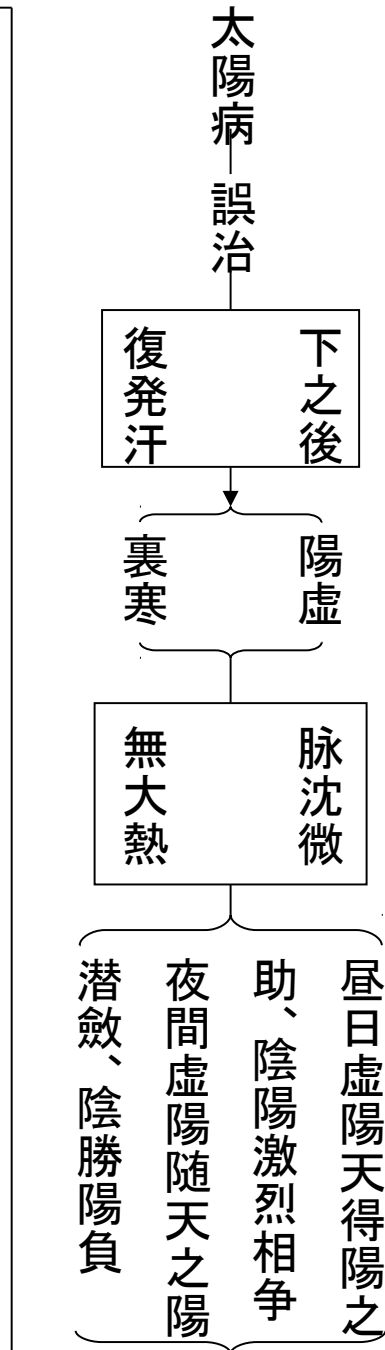 太陽病
誤治
下之後
復発汗
陽虚
裏寒
脉沈微
無大熱
昼日虚陽天得陽之
助、陰陽激烈相争
夜間虚陽随天之陽
潜斂、陰勝陽負